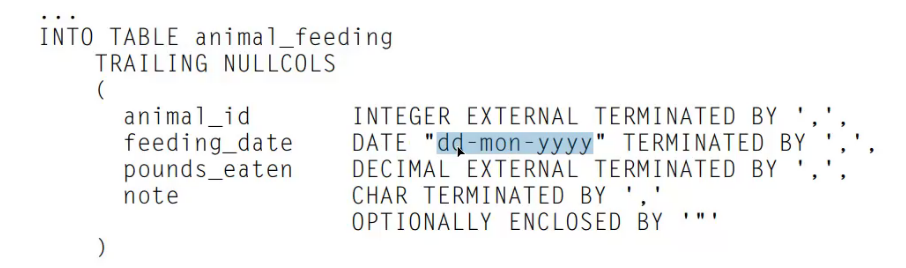 ...
INTO TABLE animal_feeding
TRAILING NULLCOLS
(
animal_id INTEGER EXTERNAL TERMINATED BY ',',
feeding_date DATE "dd-mon-yyyy" TERMINATED BY ',',
pounds_eaten DECIMAL EXTERNAL TERMINATED BY ',',
note CHAR TERMINATED BY ','
OPTIONALLY ENCLOSED BY '"'
)